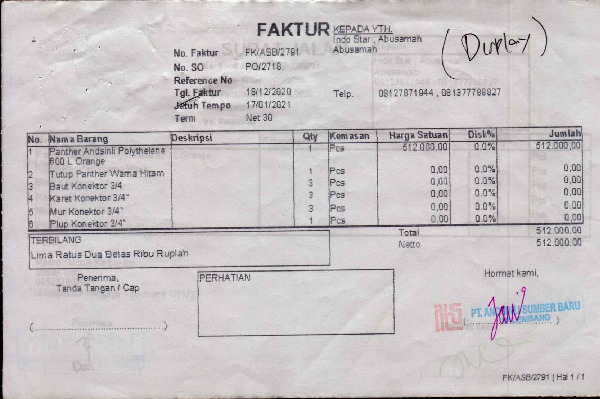 FAKTUR
KEPADA YTH.
Indo Star, Abusamah
Abusamah
No. Faktur FK/ASB/2791
No. SO PO/2718
Reference No
Tgl. Faktur 18/12/2020
Telp. 08127871944 , 081377788827
Jatuh Tempo 17/01/2021
Term Net 30
No. Nama Barang Deskripsi Qty Kemasan Harga Satuan Disk% Jumlah
1 Panther Andsinli Polythelene 1 Pcs 512.000,00 0.0% 512.000,00
600 L Orange
2 Tutup Panther Warna Hitam 1 Pcs 0,00 0.0% 0,00
3 Baut Konektor 3/4 3 Pcs 0,00 0.0% 0,00
4 Karet Konektor 3/4" 3 Pcs 0,00 0.0% 0,00
5 Mur Konektor 3/4" 3 Pcs 0,00 0.0% 0,00
6 Plup Konektor 3/4" 1 Pcs 0,00 0.0% 0,00
Total 512.000,00
Netto 512.000,00
TERBILANG
Lima Ratus Dua Belas Ribu Rupiah
Penerima,
Tanda Tangan / Cap
PERHATIAN
Hormat kami,
PT. SUMBER BARU
FK/ASB/2791 | Hal 1 / 1